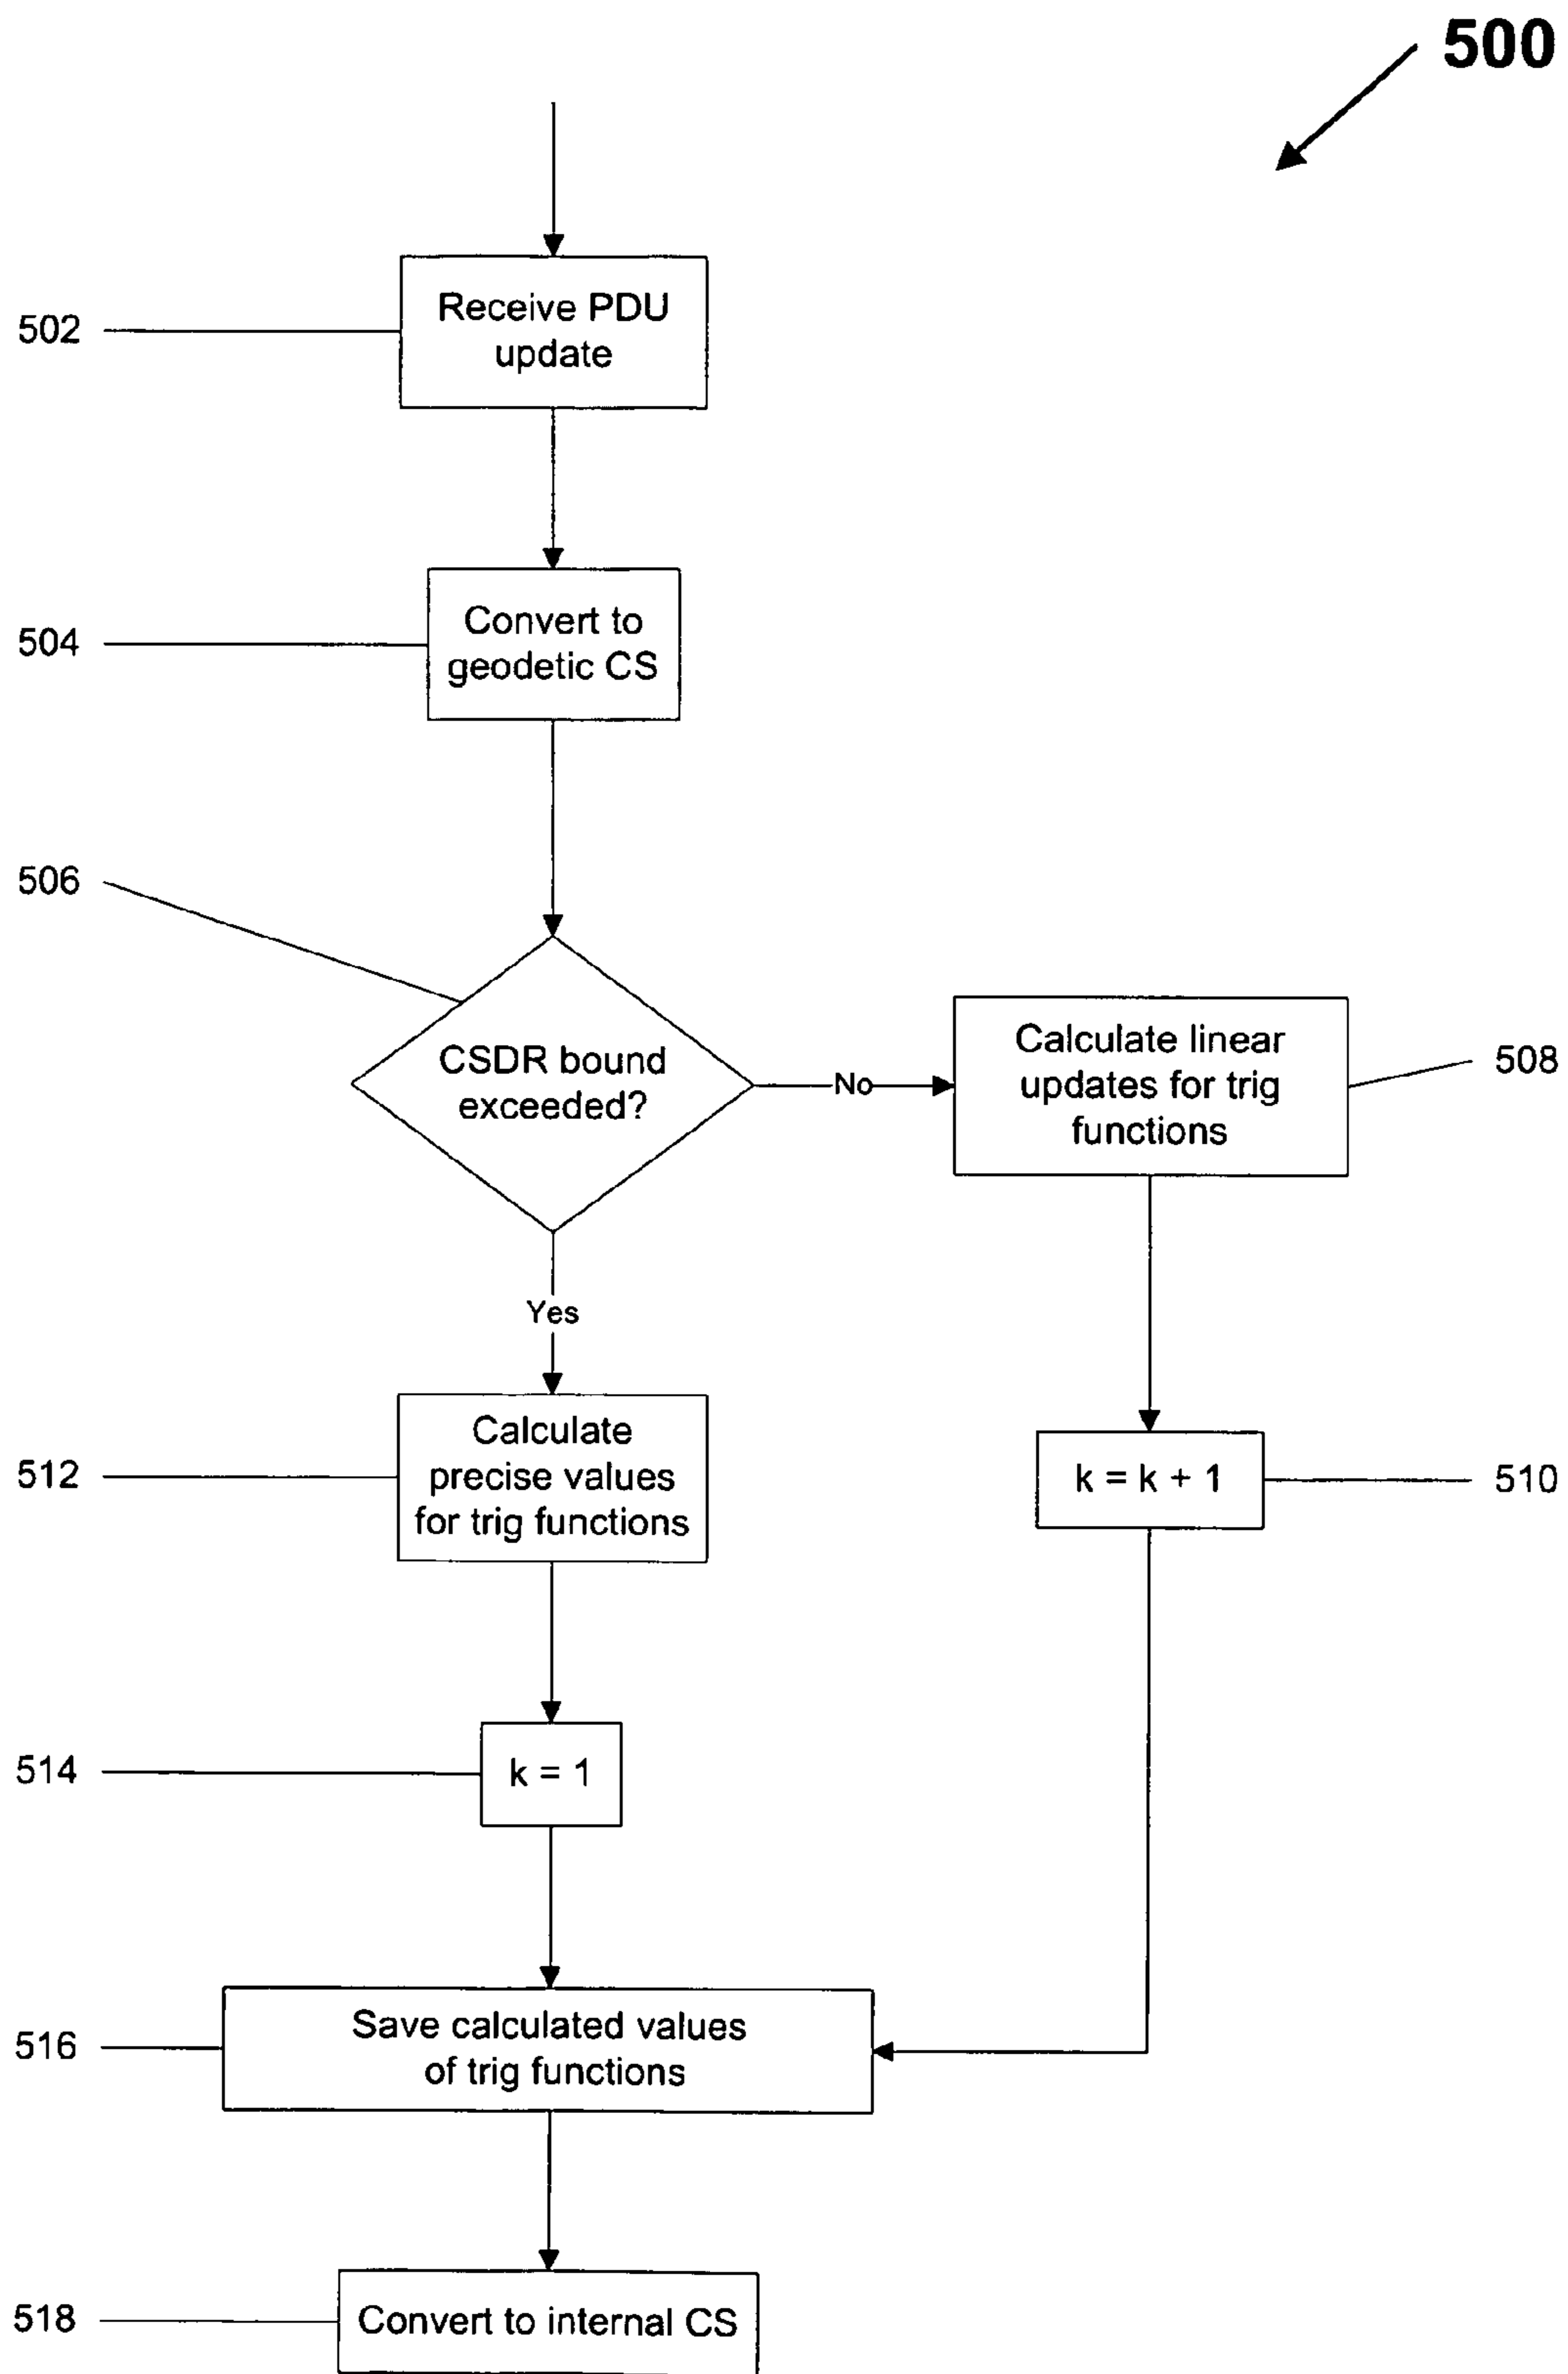 500
502
Receive PDU
update
504
Convert to
geodetic CS
506
CSDR bound
exceeded?
No
Calculate linear
updates for trig
functions
508
Yes
512
Calculate
precise values
for trig functions
k = k + 1
510
514
k = 1
516
Save calculated values
of trig functions
518
Convert to internal CS